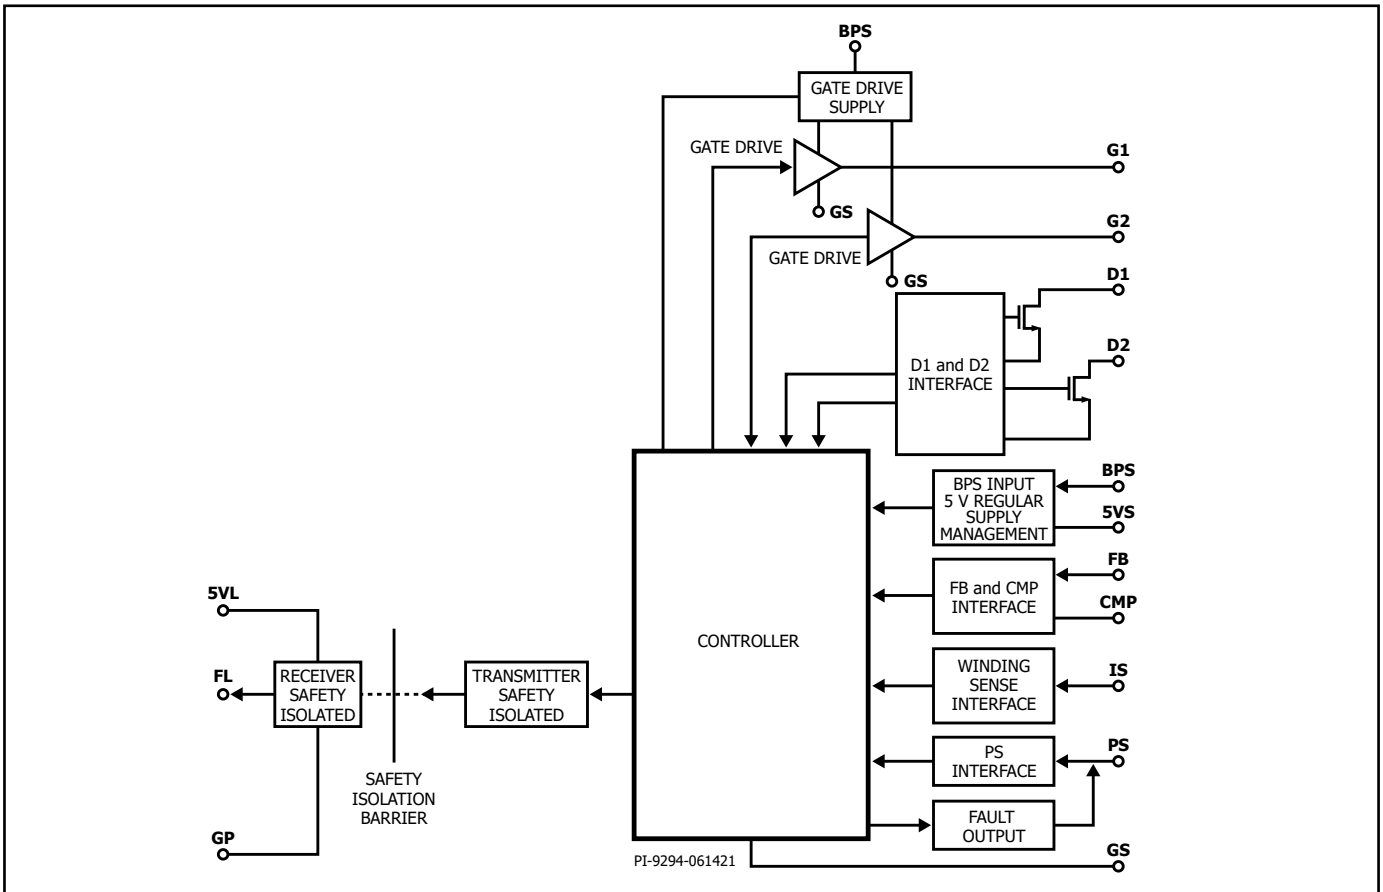 BPS
GATE DRIVE
SUPPLY
GATE DRIVE
G1
GS
G2
GATE DRIVE
GS
D1
D1 and D2
INTERFACE
D2
BPS INPUT
5 V REGULAR
SUPPLY
MANAGEMENT
BPS
5VS
FB and CMP
INTERFACE
FB
CMP
5VL
CONTROLLER
FL
RECEIVER
SAFETY
ISOLATED
TRANSMITTER
SAFETY
ISOLATED
WINDING
SENSE
INTERFACE
IS
PS
INTERFACE
PS
SAFETY
ISOLATION
BARRIER
FAULT
OUTPUT
GP
PI-9294-061421
GS